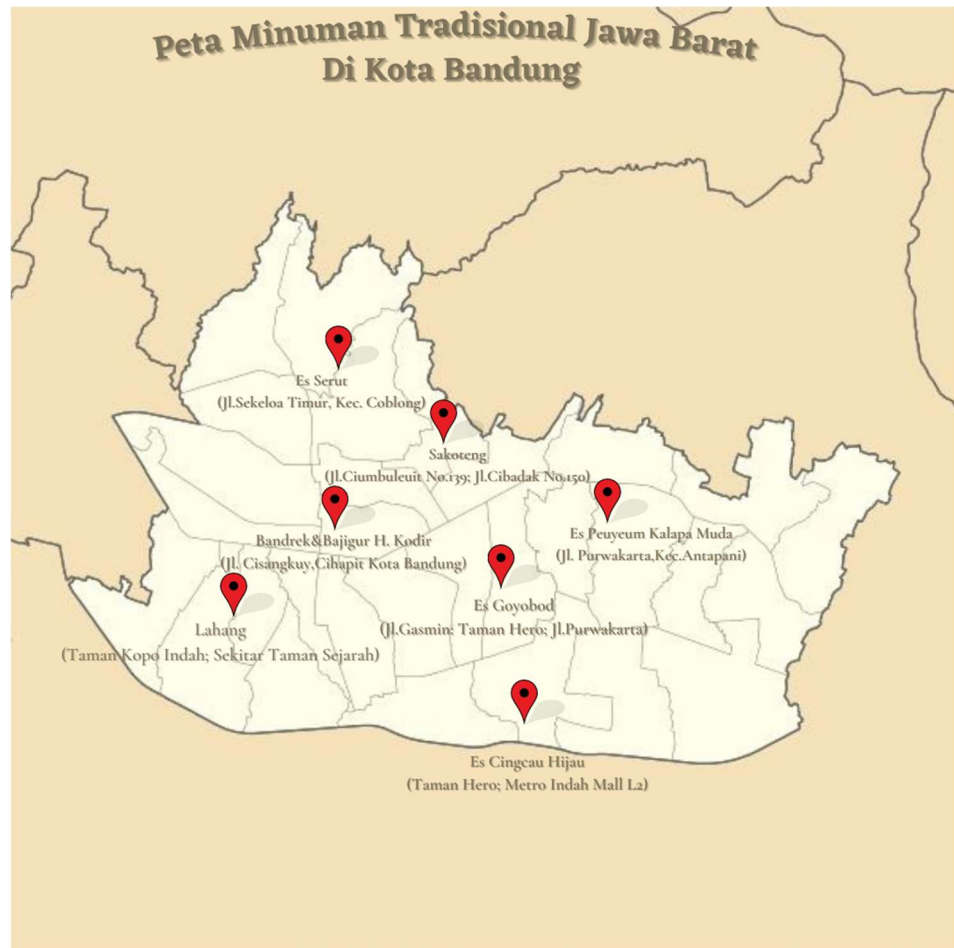 Peta Minuman Tradisional Jawa Barat
Di Kota Bandung
Es Serut
(Jl.Sekeloa Timur, Kec. Coblong)
Sakoteng
(Jl.Ciumbuleuit No.139; Jl.Cibadak No.150)
Es Peuyeum Kalapa Muda
(Jl. Purwakarta,Kec.Antapani)
Bandrek&Bajigur H. Kodir
(Jl. Cisangkuy,Cihapit Kota Bandung)
Es Goyobod
(Jl.Gasmin; Taman Hero; Jl.Purwakarta)
Lahang
(Taman Kopo Indah; Sekitar Taman Sejarah)
Es Cingcau Hijau
(Taman Hero; Metro Indah Mall L2)